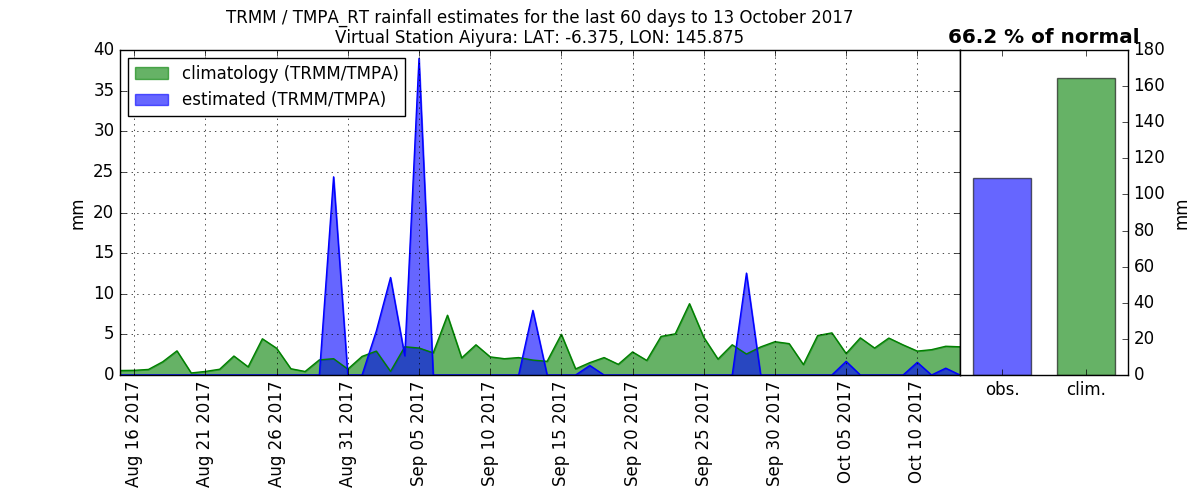 TRMM / TMPA_RT rainfall estimates for the last 60 days to 13 October 2017
Virtual Station Aiyura: LAT: -6.375, LON: 145.875
66.2 % of normal
climatology (TRMM/TMPA)
estimated (TRMM/TMPA)
40
35
30
25
20
15
10
5
0
mm
Aug 16 2017
Aug 21 2017
Aug 26 2017
Aug 31 2017
Sep 05 2017
Sep 10 2017
Sep 15 2017
Sep 20 2017
Sep 25 2017
Sep 30 2017
Oct 05 2017
Oct 10 2017
180
160
140
120
100
80
60
40
20
0
mm
obs.
clim.